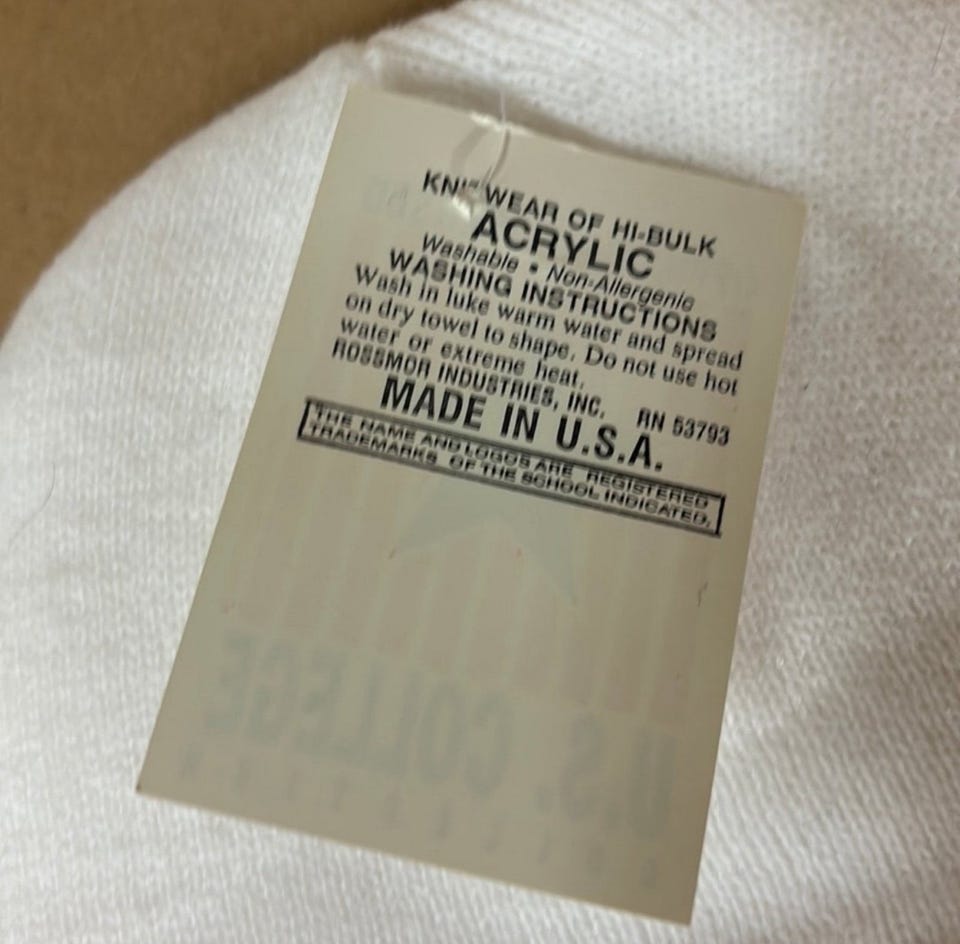 KNITWEAR OF HI-BULK
ACRYLIC
Washable • Non-Allergenic
WASHING INSTRUCTIONS
Wash in luke warm water and spread
on dry towel to shape. Do not use hot
water or extreme heat.
ROSSMOR INDUSTRIES, INC. RN 53793
MADE IN U.S.A.
THE NAME AND LOGOS ARE REGISTERED
TRADEMARKS OF THE SCHOOL INDICATED.
U.S. COLLEGE